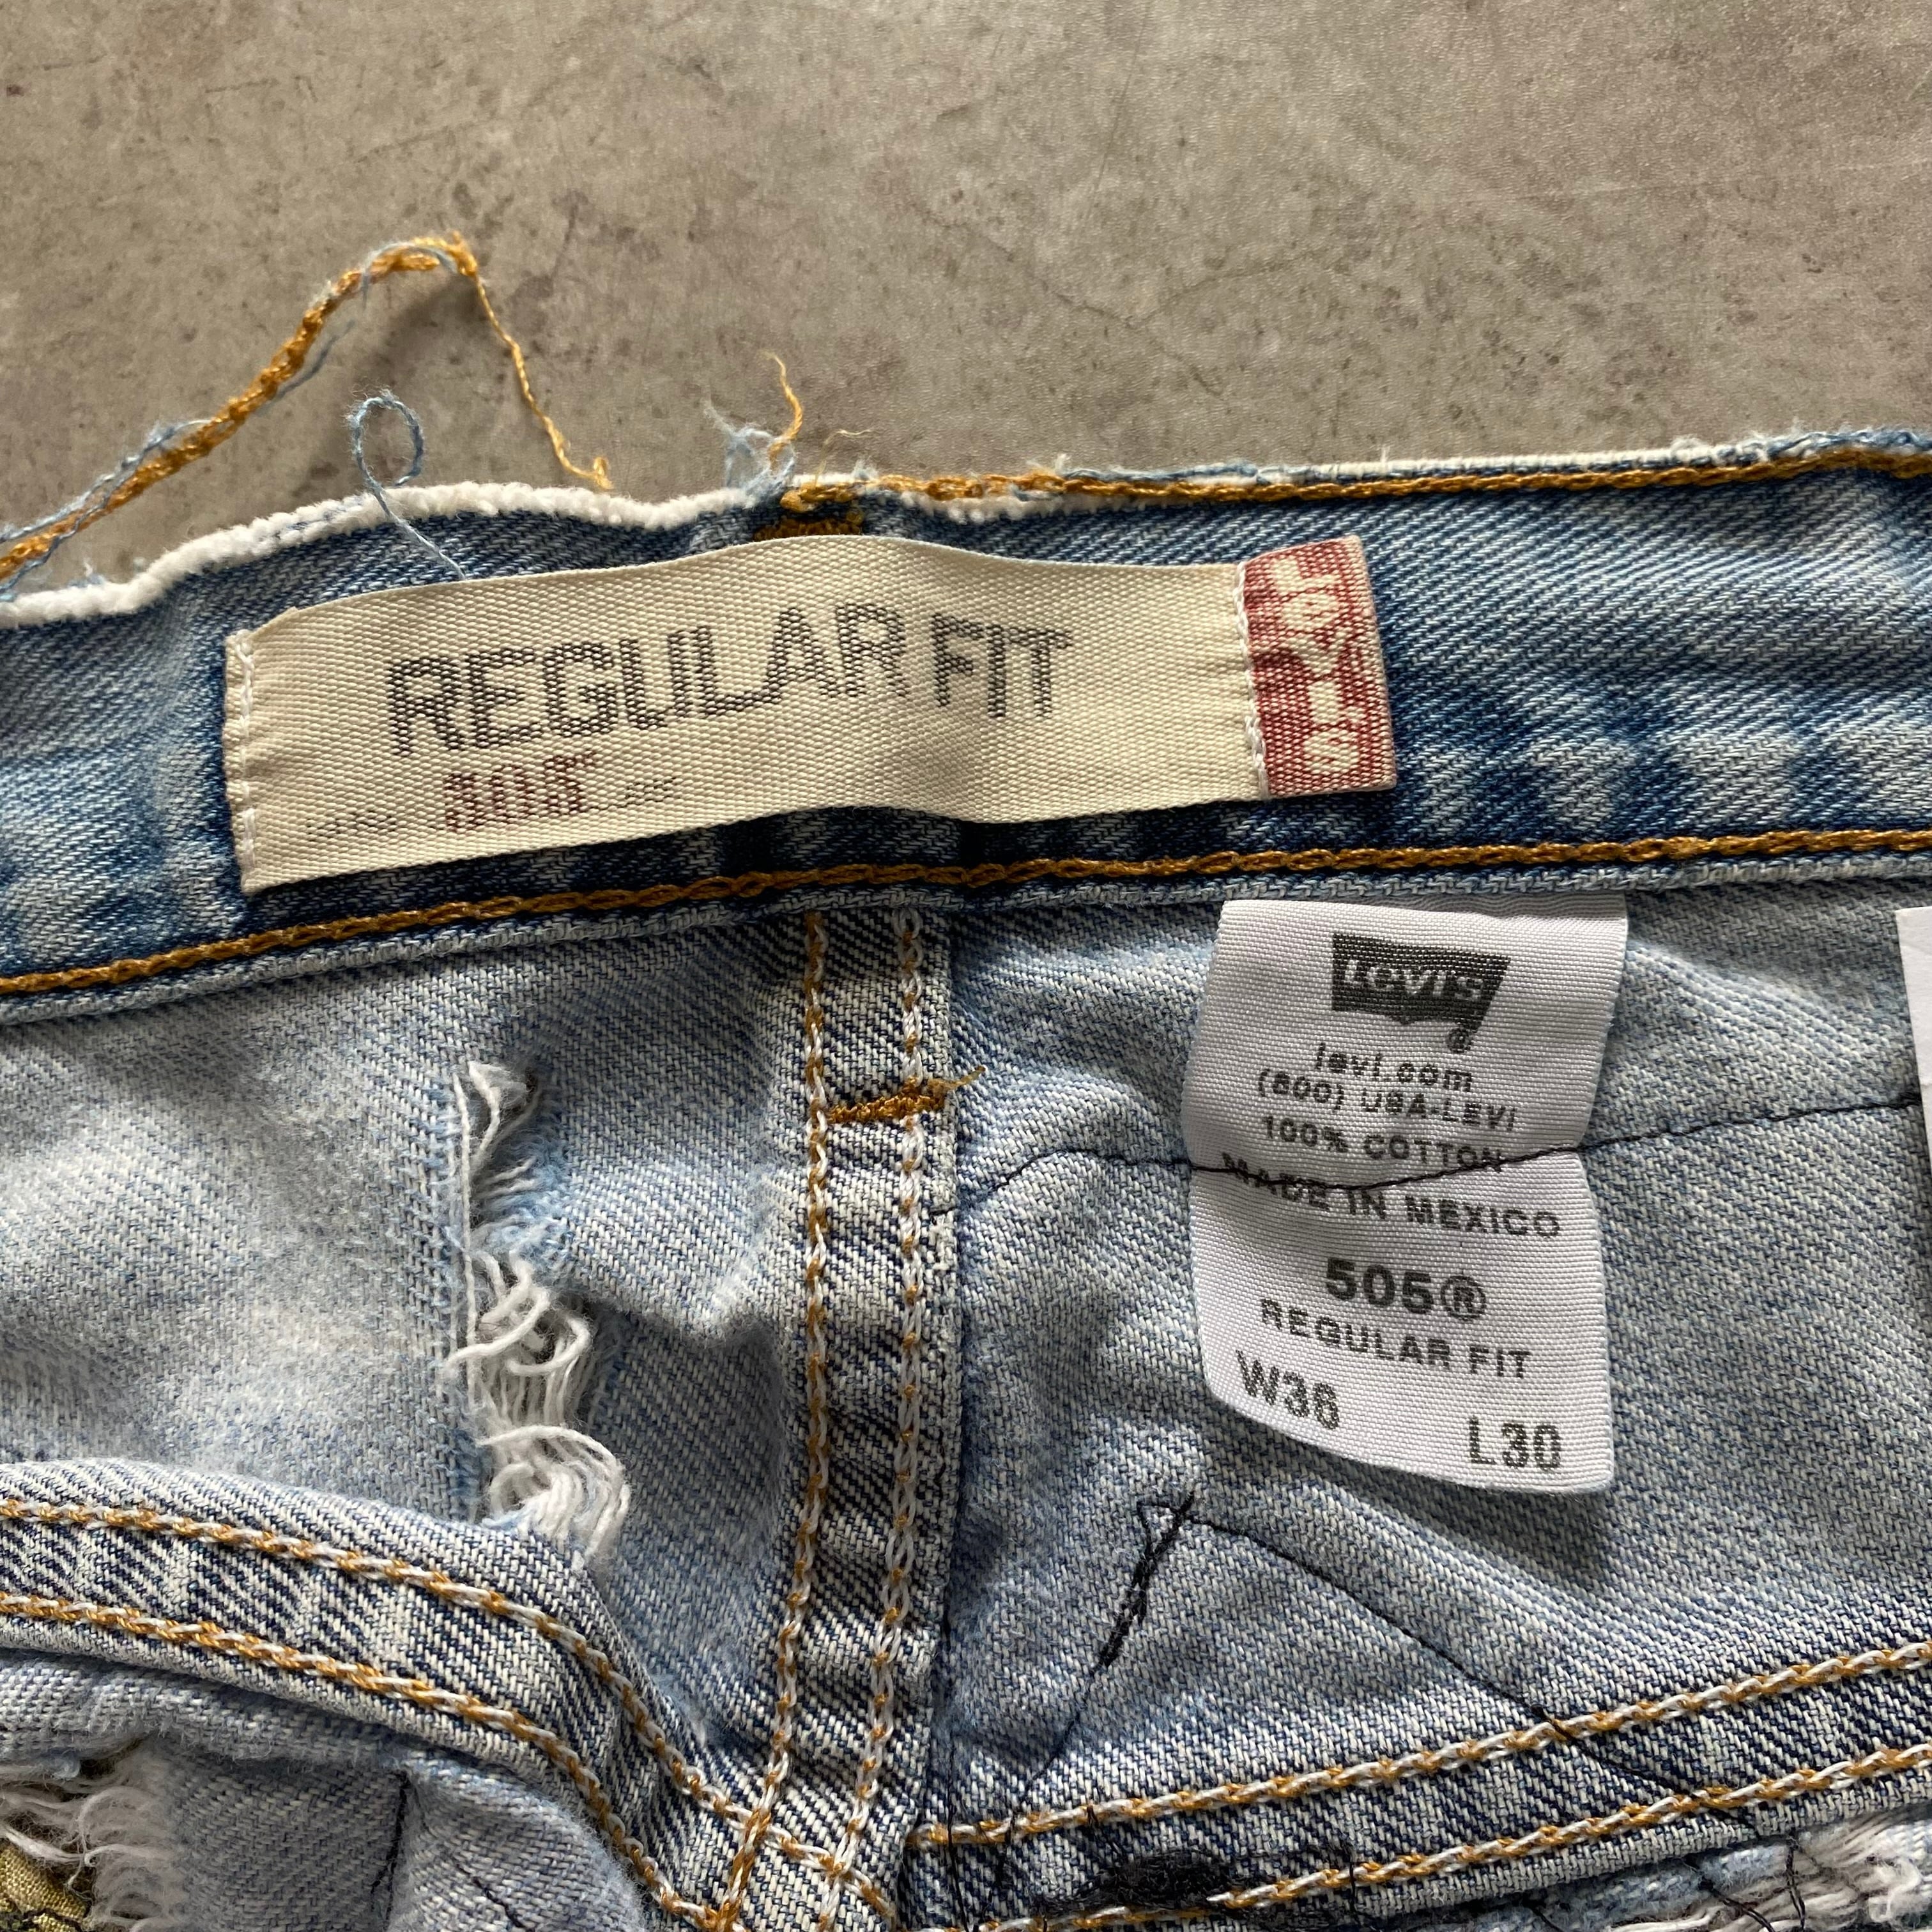 REGULAR FIT
505
LEVI'S
Levi's
levi.com
(800) USA-LEVI
100% COTTON
MADE IN MEXICO
505®
REGULAR FIT
W36 L30